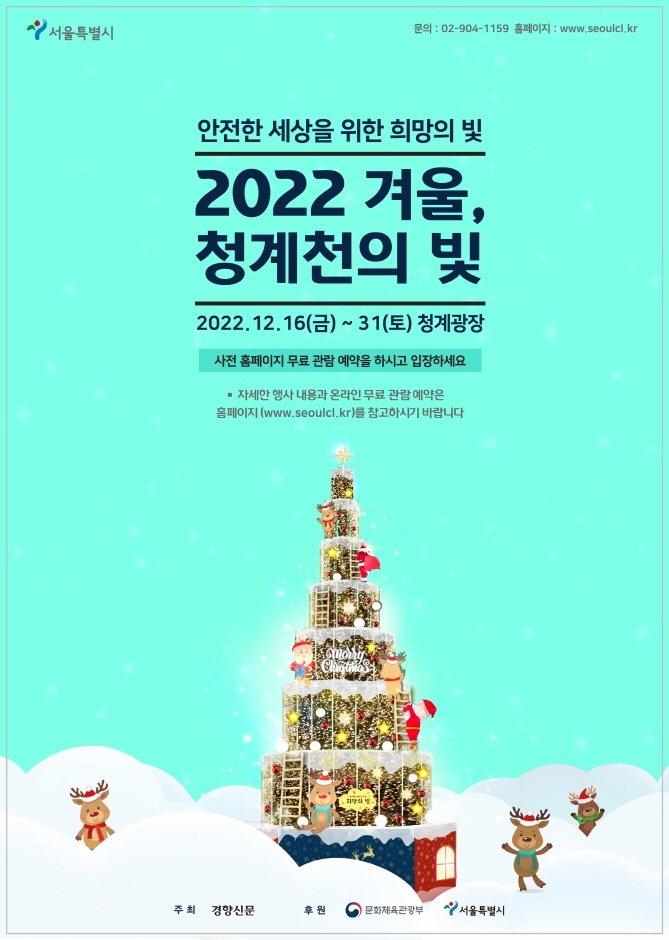 서울특별시
문의 : 02-904-1159 홈페이지 : www.seoulcl.kr
안전한 세상을 위한 희망의 빛
2022 겨울,
청계천의 빛
2022.12.16(금) ~ 31(토) 청계광장
사전 홈페이지 무료 관람 예약을 하시고 입장하세요
▪ 자세한 행사 내용과 온라인 무료 관람 예약은
홈페이지 (www.seoulcl.kr)를 참고하시기 바랍니다
Merry
Christmas
희망의 빛
주최 경향신문 후원 문화체육관광부 서울특별시